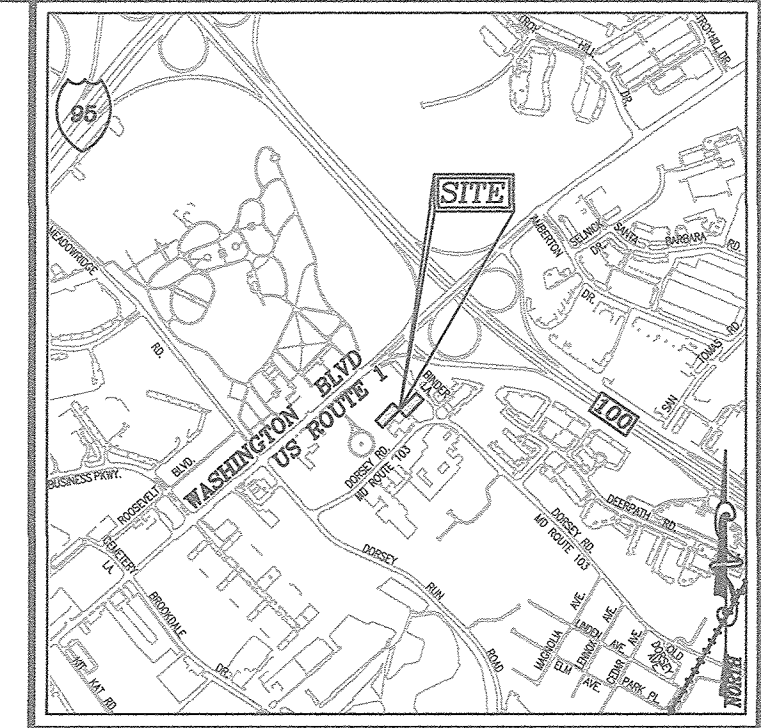 TROY HILL DR.
TROY HILL DR.
95
SITE
MEADOWRIDGE RD.
AMBERTON DR.
SELANCK
SANTA BARBARA RD.
DR.
SAN TOMAS RD.
WASHINGTON BLVD
US ROUTE 1
BINDER LA.
100
DORSEY RD.
MD ROUTE 103
BUSINESS PKWY.
ROOSEVELT BLVD.
DEERPATH RD.
DORSEY RD.
MD ROUTE 103
CEMETERY LA.
DORSEY RUN ROAD
BROOKDALE DR.
KIT KAT RD.
MAGNOLIA AVE.
LINDEN AVE.
LENNOX AVE.
ELM AVE.
CEDAR AVE.
PARK PL.
OLD
NORTH